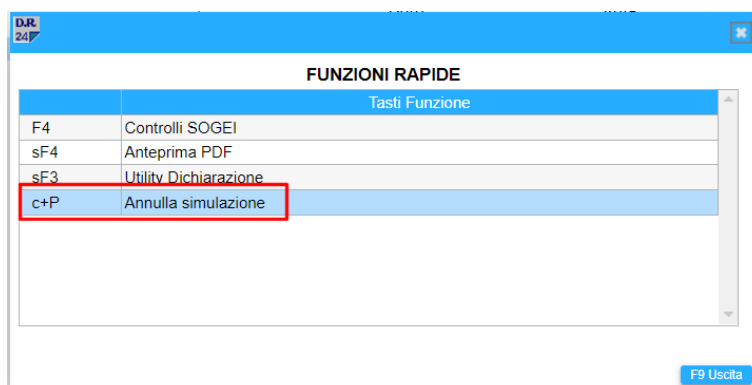 D.R.
24
FUNZIONI RAPIDE
Tasti Funzione
F4 Controlli SOGEI
sF4 Anteprima PDF
sF3 Utility Dichiarazione
c+P Annulla simulazione
F9 Uscita